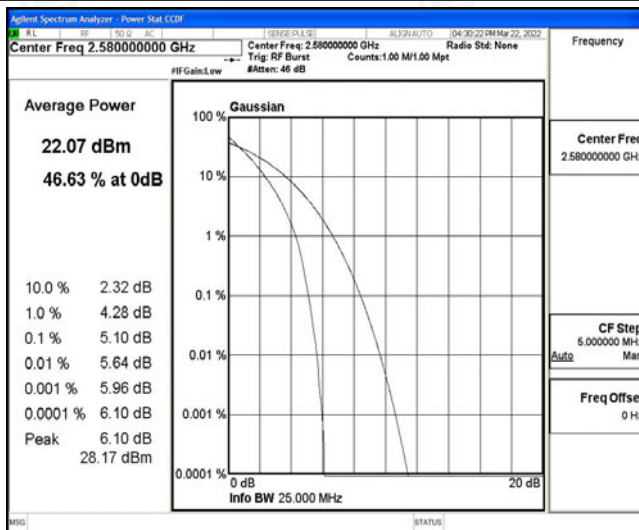 Agilent Spectrum Analyzer - Power Stat CCDF
RL RF 50 Ω AC SENSE:PULSE ALIGN AUTO 04:30:22 PM Mar 22, 2022
Center Freq 2.580000000 GHz
Center Freq: 2.580000000 GHz Radio Std: None
Trig: RF Burst Counts:1.00 M/1.00 Mpt
#IFGain:Low #Atten: 46 dB
Frequency
Average Power
22.07 dBm
46.63 % at 0dB
10.0 % 2.32 dB
1.0 % 4.28 dB
0.1 % 5.10 dB
0.01 % 5.64 dB
0.001 % 5.96 dB
0.0001 % 6.10 dB
Peak 6.10 dB
28.17 dBm
Gaussian
100 %
10 %
1 %
0.1 %
0.01 %
0.001 %
0.0001 %
0 dB 20 dB
Info BW 25.000 MHz
Center Freq
2.580000000 GHz
CF Step
5.000000 MHz
Auto Man
Freq Offse
0 Hz
MSG STATUS